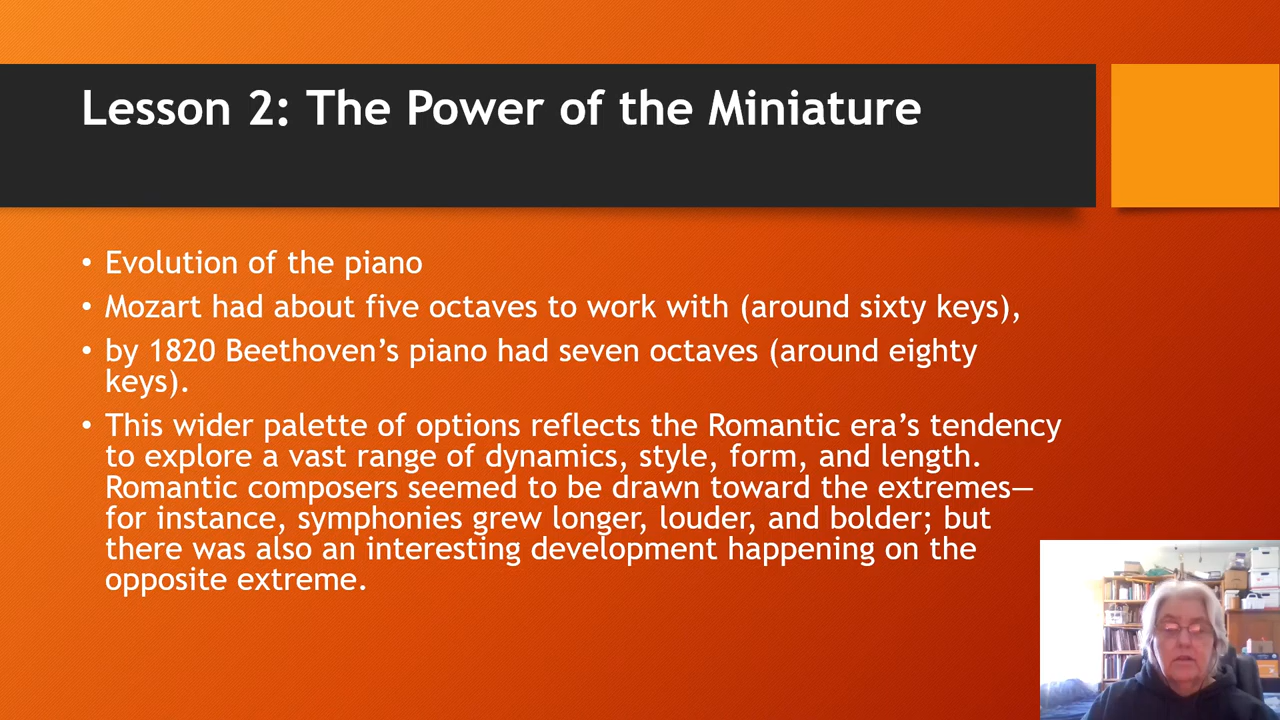 Lesson 2: The Power of the Miniature
• Evolution of the piano
• Mozart had about five octaves to work with (around sixty keys),
• by 1820 Beethoven’s piano had seven octaves (around eighty
keys).
• This wider palette of options reflects the Romantic era’s tendency
to explore a vast range of dynamics, style, form, and length.
Romantic composers seemed to be drawn toward the extremes—
for instance, symphonies grew longer, louder, and bolder; but
there was also an interesting development happening on the
opposite extreme.